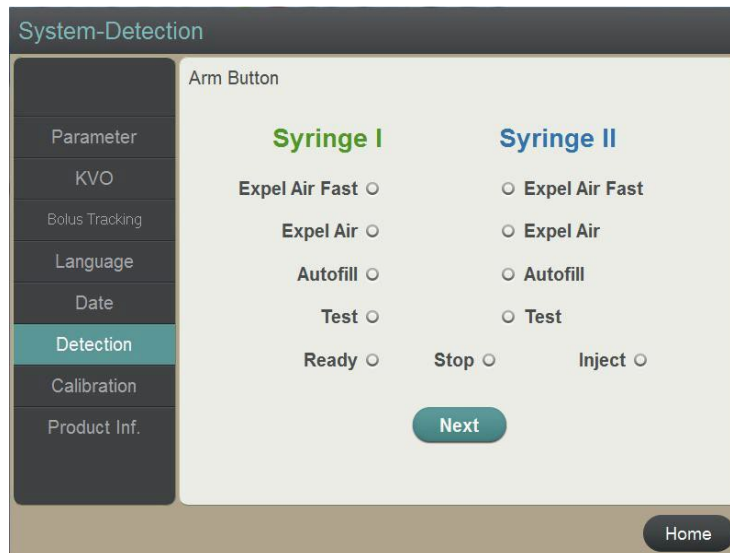 System-Detection
Arm Button
Parameter
KVO
Bolus Tracking
Language
Date
Detection
Calibration
Product Inf.
Syringe I Syringe II
Expel Air Fast Expel Air Fast
Expel Air Expel Air
Autofill Autofill
Test Test
Ready Stop Inject
Next
Home